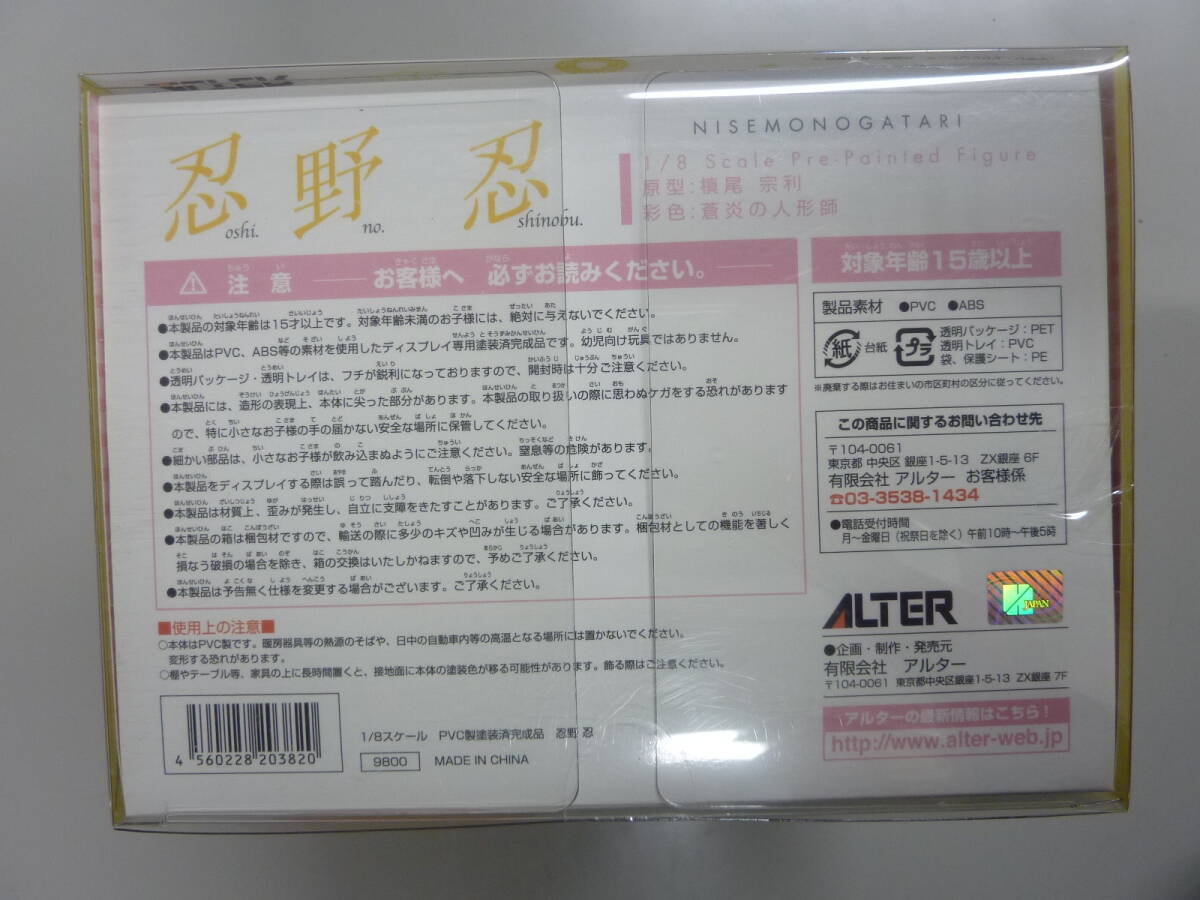 ALTER
忍 野 忍
oshi. no. shinobu.
NISEMONOGATARI
1/8 Scale Pre-Painted Figure
原型:槙尾 宗利
彩色:蒼炎の人形師
注 意 お客様へ 必ずお読みください。
●本製品の対象年齢は15才以上です。対象年齢未満のお子様には、絶対に与えないでください。
●本製品はPVC、ABS等の素材を使用したディスプレイ専用塗装済完成品です。幼児向け玩具ではありません。
●透明パッケージ・透明トレイは、フチが鋭利になっておりますので、開封時は十分ご注意ください。
●本製品には、造形の表現上、本体に尖った部分があります。本製品の取り扱いの際に思わぬケガをする恐れがあります
ので、特に小さなお子様の手の届かない安全な場所に保管してください。
●細かい部品は、小さなお子様が飲み込まぬようにご注意ください。窒息等の危険があります。
●本製品をディスプレイする際は誤って踏んだり、転倒や落下しない安全な場所に飾ってください。
●本製品は材質上、歪みが発生し、自立に支障をきたすことがあります。ご了承ください。
●本製品の箱は梱包材ですので、輸送の際に多少のキズや凹みが生じる場合があります。梱包材としての機能を著しく
損なう破損の場合を除き、箱の交換はいたしかねますので、予めご了承ください。
●本製品は予告無く仕様を変更する場合がございます。ご了承ください。
■使用上の注意■
○本体はPVC製です。暖房器具等の熱源のそばや、日中の自動車内等の高温となる場所には置かないでください。
変形する恐れがあります。
○棚やテーブル等、家具の上に長時間置くと、接地面に本体の塗装色が移る可能性があります。飾る際はご注意ください。
4 560228 203820
1/8スケール PVC製塗装済完成品 忍野 忍
9800 MADE IN CHINA
対象年齢15歳以上
製品素材 ●PVC ●ABS
紙 台紙
プラ 透明パッケージ:PET
透明トレイ:PVC
袋、保護シート:PE
※廃棄する際はお住まいの市区町村の区分に従ってください。
この商品に関するお問い合わせ先
〒104-0061
東京都 中央区 銀座1-5-13 ZX銀座 6F
有限会社 アルター お客様係
☎03-3538-1434
●電話受付時間
月～金曜日(祝祭日を除く)午前10時～午後5時
ALTER
JAPAN
●企画・制作・発売元
有限会社 アルター
〒104-0061 東京都中央区銀座1-5-13 ZX銀座 7F
\アルターの最新情報はこちら!
http://www.alter-web.jp